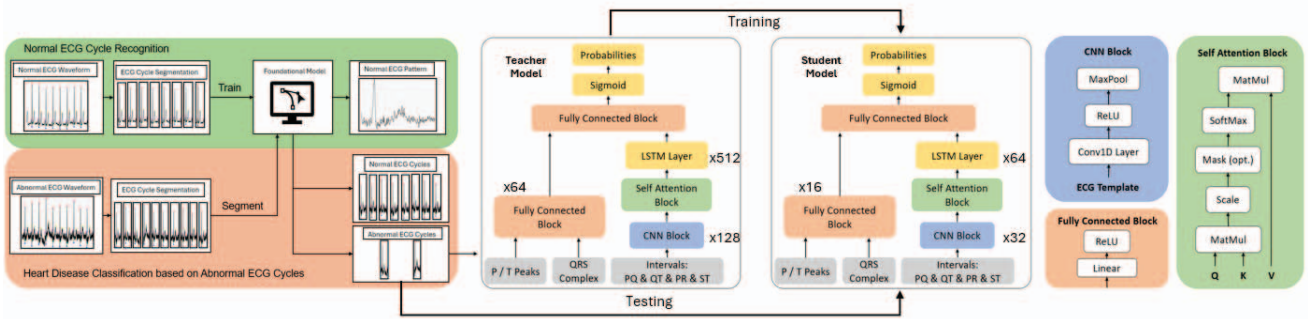 Training
Normal ECG Cycle Recognition
Normal ECG Waveform
ECG Cycle Segmentation
Train
Foundational Model
Normal ECG Pattern
Abnormal ECG Waveform
ECG Cycle Segmentation
Segment
Normal ECG Cycles
Abnormal ECG Cycles
Heart Disease Classification based on Abnormal ECG Cycles
Teacher
Model
Probabilities
Sigmoid
Fully Connected Block
LSTM Layer
x512
Self Attention
Block
x64
Fully Connected
Block
CNN Block
x128
P / T Peaks
QRS
Complex
Intervals:
PQ & QT & PR & ST
Testing
Student
Model
Probabilities
Sigmoid
Fully Connected Block
LSTM Layer
x64
Self Attention
Block
x16
Fully Connected
Block
CNN Block
x32
P / T Peaks
QRS
Complex
Intervals:
PQ & QT & PR & ST
CNN Block
MaxPool
ReLU
Conv1D Layer
ECG Template
Fully Connected Block
ReLU
Linear
Self Attention Block
MatMul
SoftMax
Mask (opt.)
Scale
MatMul
Q K V